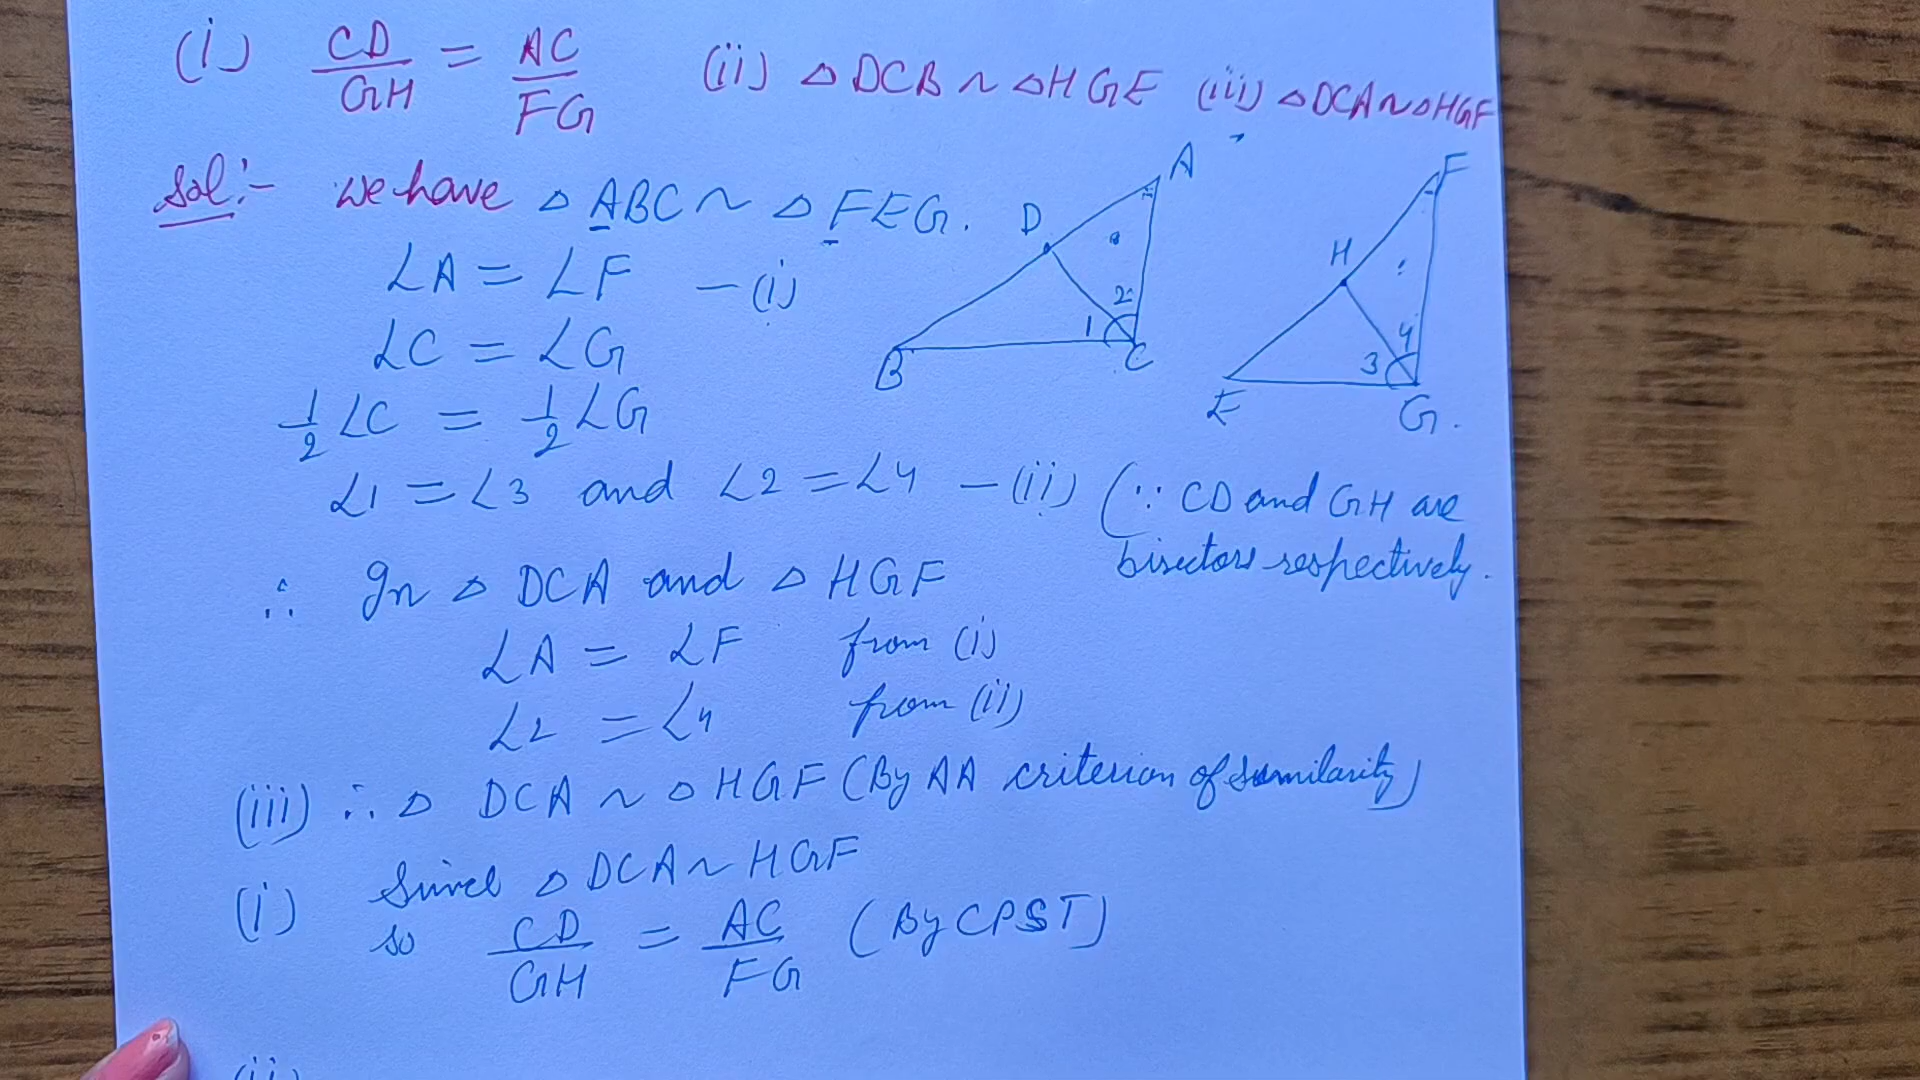 (i) CD/GH = AC/FG (ii) △DCB ~ △HGE (iii) △DCA ~ △HGF
Sol:- we have △ABC ~ △FEG.
∠A = ∠F —(i)
∠C = ∠G
1/2 ∠C = 1/2 ∠G
∠1 = ∠3 and ∠2 = ∠4 —(ii) (∵ CD and GH are
bisectors respectively.
∴ In △DCA and △HGF
∠A = ∠F from (i)
∠2 = ∠4 from (ii)
(iii) ∴ △DCA ~ △HGF (By AA criterion of similarity)
(i) Since △DCA ~ HGF
so CD/GH = AC/FG (By CPST)
(ii)
A
D
2
1
B
C
F
H
4
3
E
G.